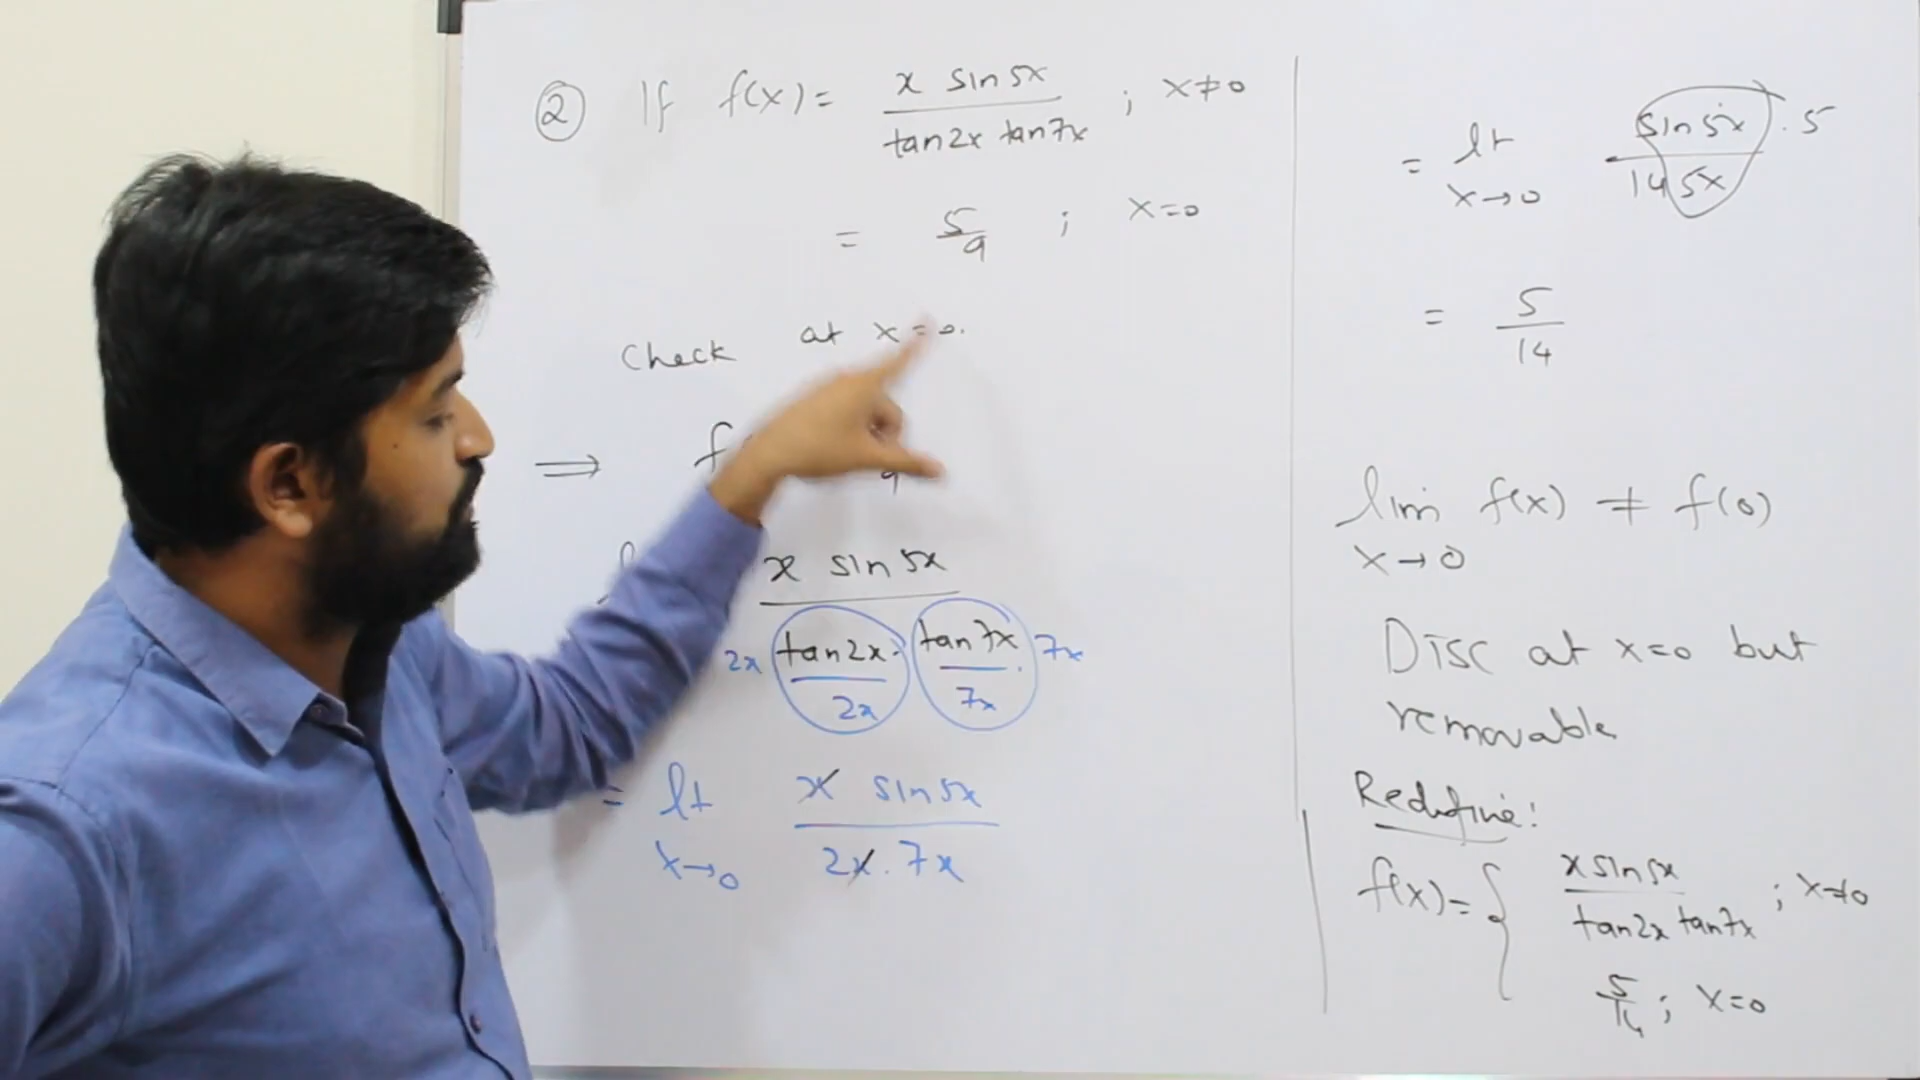 ② If f(x) = x sin5x / tan2x tan7x ; x≠0
= 5/9 ; x=0
Check at x=0.
⟹ f 9
x sin5x
2x tan2x/2x . tan7x/7x . 7x
= lt x→0 x sin5x / 2x . 7x
= lt x→0 sin5x / 14 5x . 5
= 5/14
lim x→0 f(x) ≠ f(0)
Disc at x=0 but
removable
Redefine!
f(x) = { x sin5x / tan2x tan7x ; x≠0
5/14 ; x=0